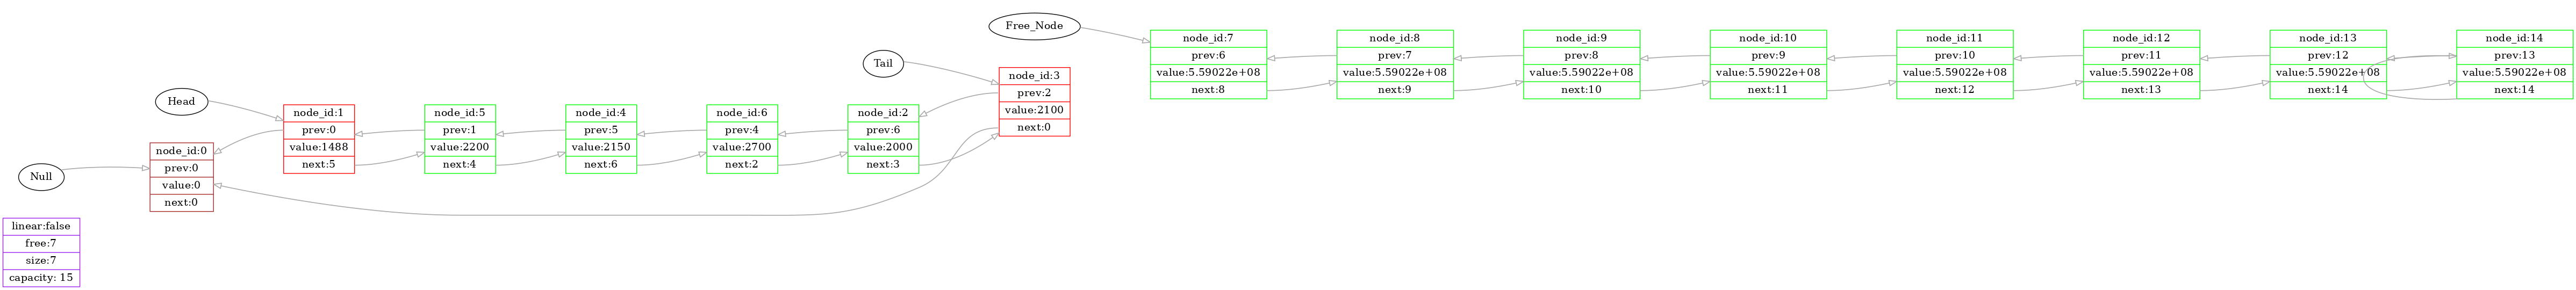 Null
linear:false
free:7
size:7
capacity: 15
node_id:0
prev:0
value:0
next:0
Head
node_id:1
prev:0
value:1488
next:5
node_id:5
prev:1
value:2200
next:4
node_id:4
prev:5
value:2150
next:6
node_id:6
prev:4
value:2700
next:2
node_id:2
prev:6
value:2000
next:3
Tail
node_id:3
prev:2
value:2100
next:0
Free_Node
node_id:7
prev:6
value:5.59022e+08
next:8
node_id:8
prev:7
value:5.59022e+08
next:9
node_id:9
prev:8
value:5.59022e+08
next:10
node_id:10
prev:9
value:5.59022e+08
next:11
node_id:11
prev:10
value:5.59022e+08
next:12
node_id:12
prev:11
value:5.59022e+08
next:13
node_id:13
prev:12
value:5.59022e+08
next:14
node_id:14
prev:13
value:5.59022e+08
next:14